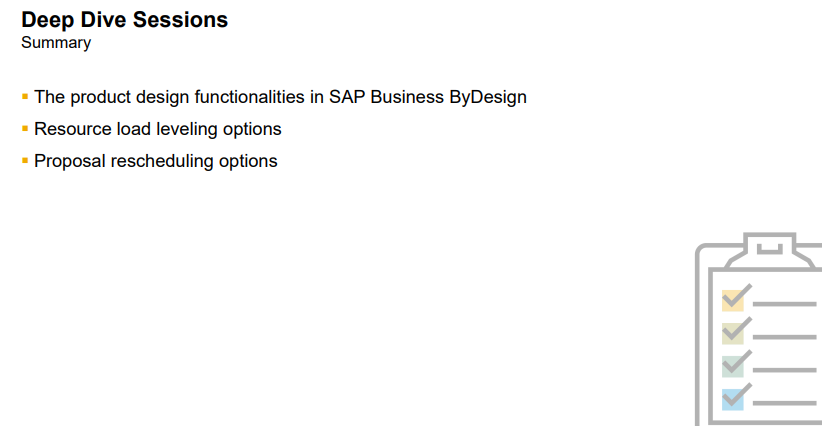 Deep Dive Sessions
Summary
▪ The product design functionalities in SAP Business ByDesign
▪ Resource load leveling options
▪ Proposal rescheduling options